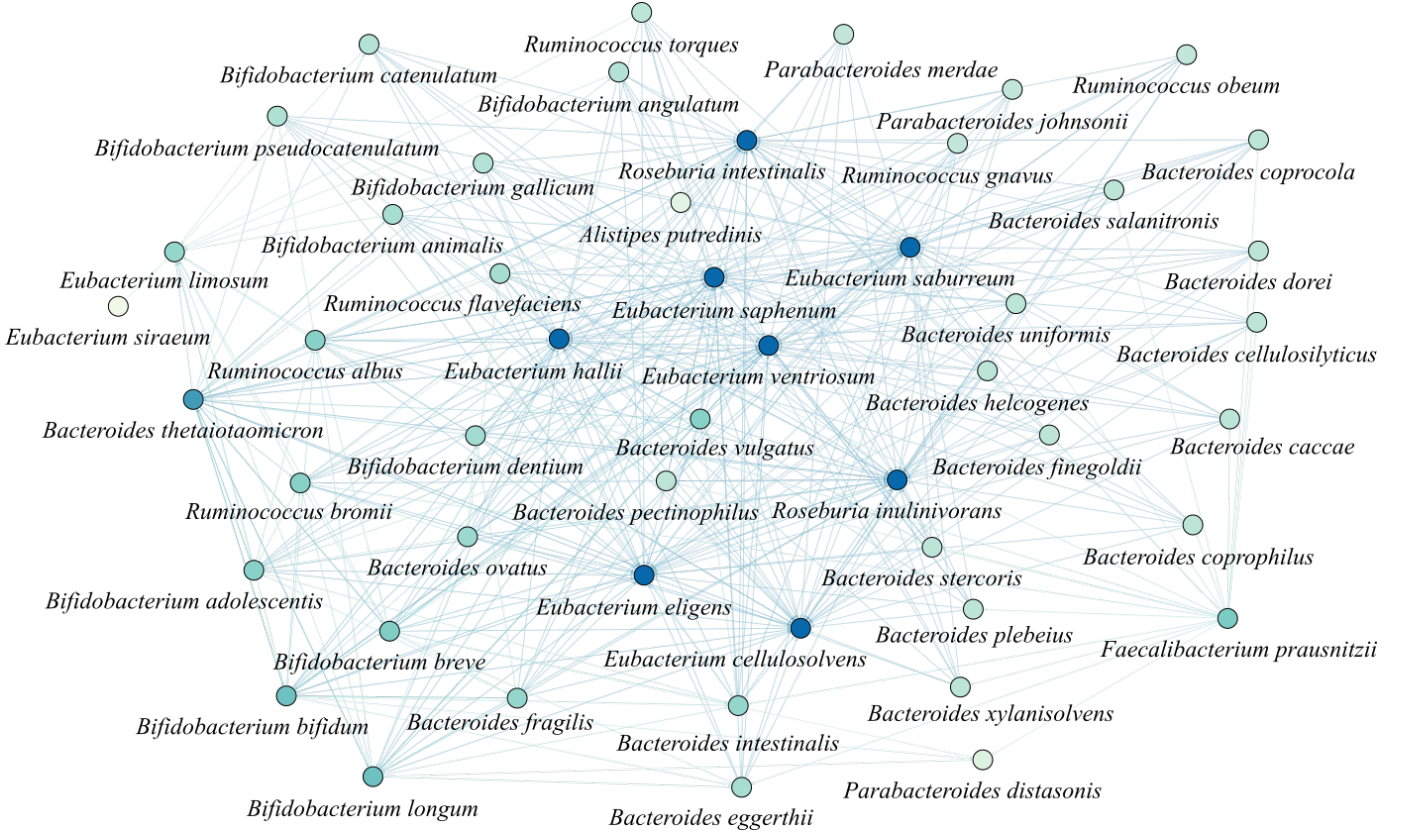 Ruminococcus torques
Bifidobacterium catenulatum
Parabacteroides merdae
Ruminococcus obeum
Bifidobacterium angulatum
Parabacteroides johnsonii
Bifidobacterium pseudocatenulatum
Roseburia intestinalis
Ruminococcus gnavus
Bacteroides coprocola
Bifidobacterium gallicum
Bacteroides salanitronis
Alistipes putredinis
Bifidobacterium animalis
Eubacterium limosum
Eubacterium saburreum
Bacteroides dorei
Ruminococcus flavefaciens
Eubacterium saphenum
Eubacterium siraeum
Bacteroides uniformis
Bacteroides cellulosilyticus
Ruminococcus albus
Eubacterium hallii
Eubacterium ventriosum
Bacteroides helcogenes
Bacteroides thetaiotaomicron
Bacteroides vulgatus
Bacteroides caccae
Bifidobacterium dentium
Bacteroides finegoldii
Ruminococcus bromii
Bacteroides pectinophilus
Roseburia inulinivorans
Bacteroides coprophilus
Bacteroides ovatus
Bacteroides stercoris
Bifidobacterium adolescentis
Eubacterium eligens
Bacteroides plebeius
Faecalibacterium prausnitzii
Bifidobacterium breve
Eubacterium cellulosolvens
Bacteroides xylanisolvens
Bifidobacterium bifidum
Bacteroides fragilis
Bacteroides intestinalis
Parabacteroides distasonis
Bifidobacterium longum
Bacteroides eggerthii